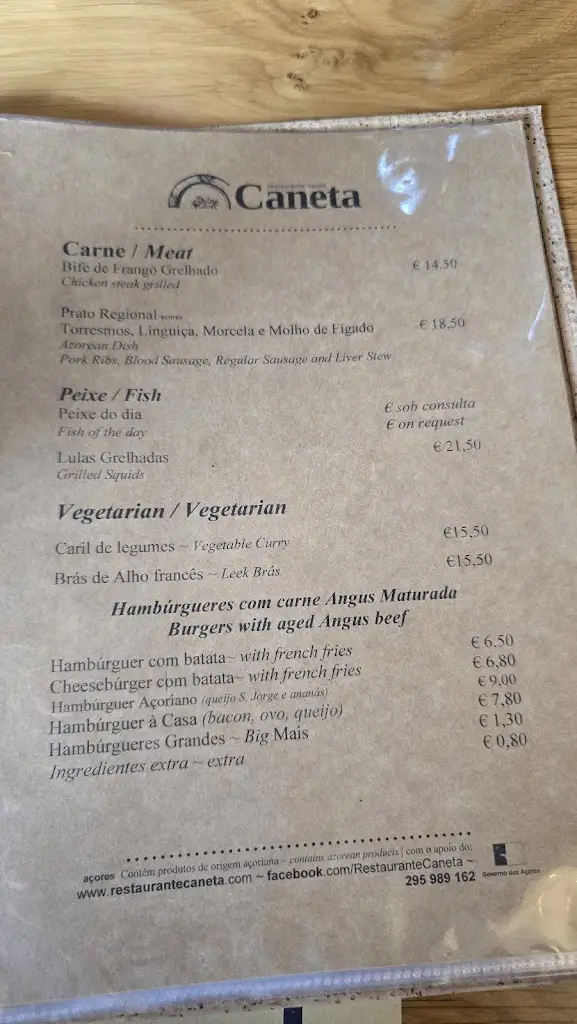 Caneta
Carne / Meat
Bife de Frango Grelhado € 14,50
Chicken steak grilled
Prato Regional açores
Torresmos, Linguiça, Morcela e Molho de Fígado € 18,50
Azorean Dish
Pork Ribs, Blood Sausage, Regular Sausage and Liver Stew
Peixe / Fish
Peixe do dia € sob consulta
Fish of the day € on request
Lulas Grelhadas € 21,50
Grilled Squids
Vegetarian / Vegetarian
Caril de legumes ~ Vegetable Curry €15,50
Brás de Alho francês ~ Leek Brás €15,50
Hambúrgueres com carne Angus Maturada
Burgers with aged Angus beef
Hambúrguer com batata~ with french fries € 6,50
Cheesebúrger com batata~ with french fries € 6,80
Hambúrguer Açoriano (queijo S. Jorge e ananás) € 9,00
Hambúrguer à Casa (bacon, ovo, queijo) € 7,80
Hambúrgueres Grandes ~ Big Mais € 1,30
Ingredientes extra ~ extra € 0,80
açores Contém produtos de origem açoriana ~ contains azorean products | com o apoio do:
www.restaurantecaneta.com ~ facebook.com/RestauranteCaneta ~
295 989 162 Governo dos Açores